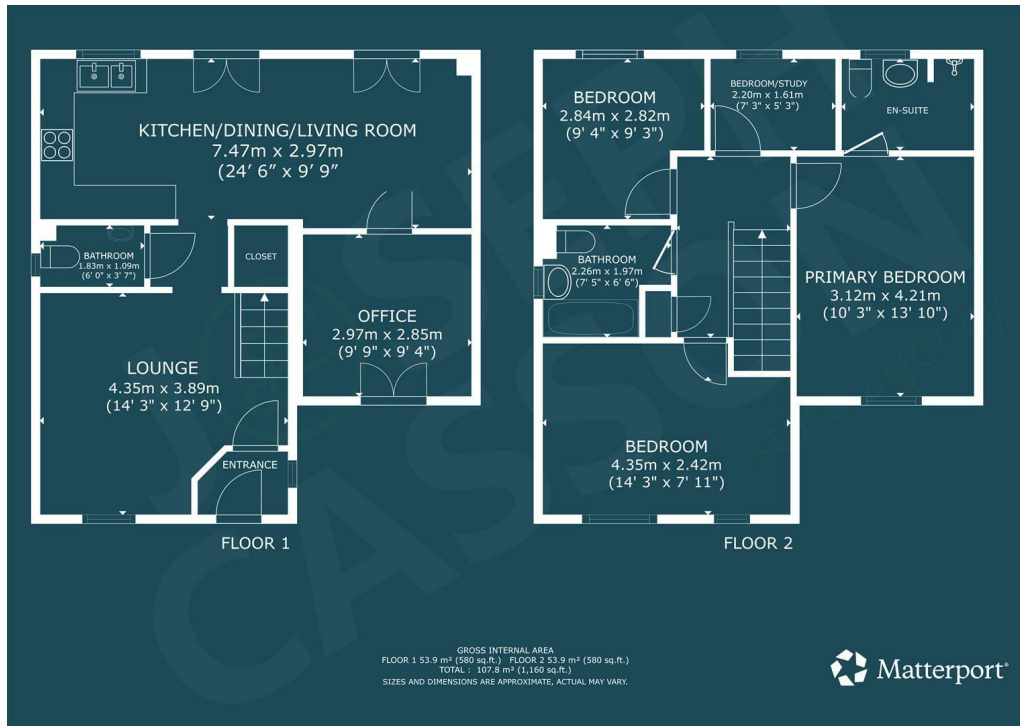 KITCHEN/DINING/LIVING ROOM
7.47m x 2.97m
(24' 6" x 9' 9"
BATHROOM
1.83m x 1.09m
(6' 0" x 3' 7")
CLOSET
OFFICE
2.97m x 2.85m
(9' 9" x 9' 4")
LOUNGE
4.35m x 3.89m
(14' 3" x 12' 9")
ENTRANCE
FLOOR 1
BEDROOM
2.84m x 2.82m
(9' 4" x 9' 3")
BEDROOM/STUDY
2.20m x 1.61m
(7' 3" x 5' 3")
EN-SUITE
BATHROOM
2.26m x 1.97m
(7' 5" x 6' 6")
PRIMARY BEDROOM
3.12m x 4.21m
(10' 3" x 13' 10")
BEDROOM
4.35m x 2.42m
(14' 3" x 7' 11")
FLOOR 2
GROSS INTERNAL AREA
FLOOR 1 53.9 m² (580 sq.ft.) FLOOR 2 53.9 m² (580 sq.ft.)
TOTAL : 107.8 m² (1,160 sq.ft.)
SIZES AND DIMENSIONS ARE APPROXIMATE, ACTUAL MAY VARY.
Matterport®
CASSON